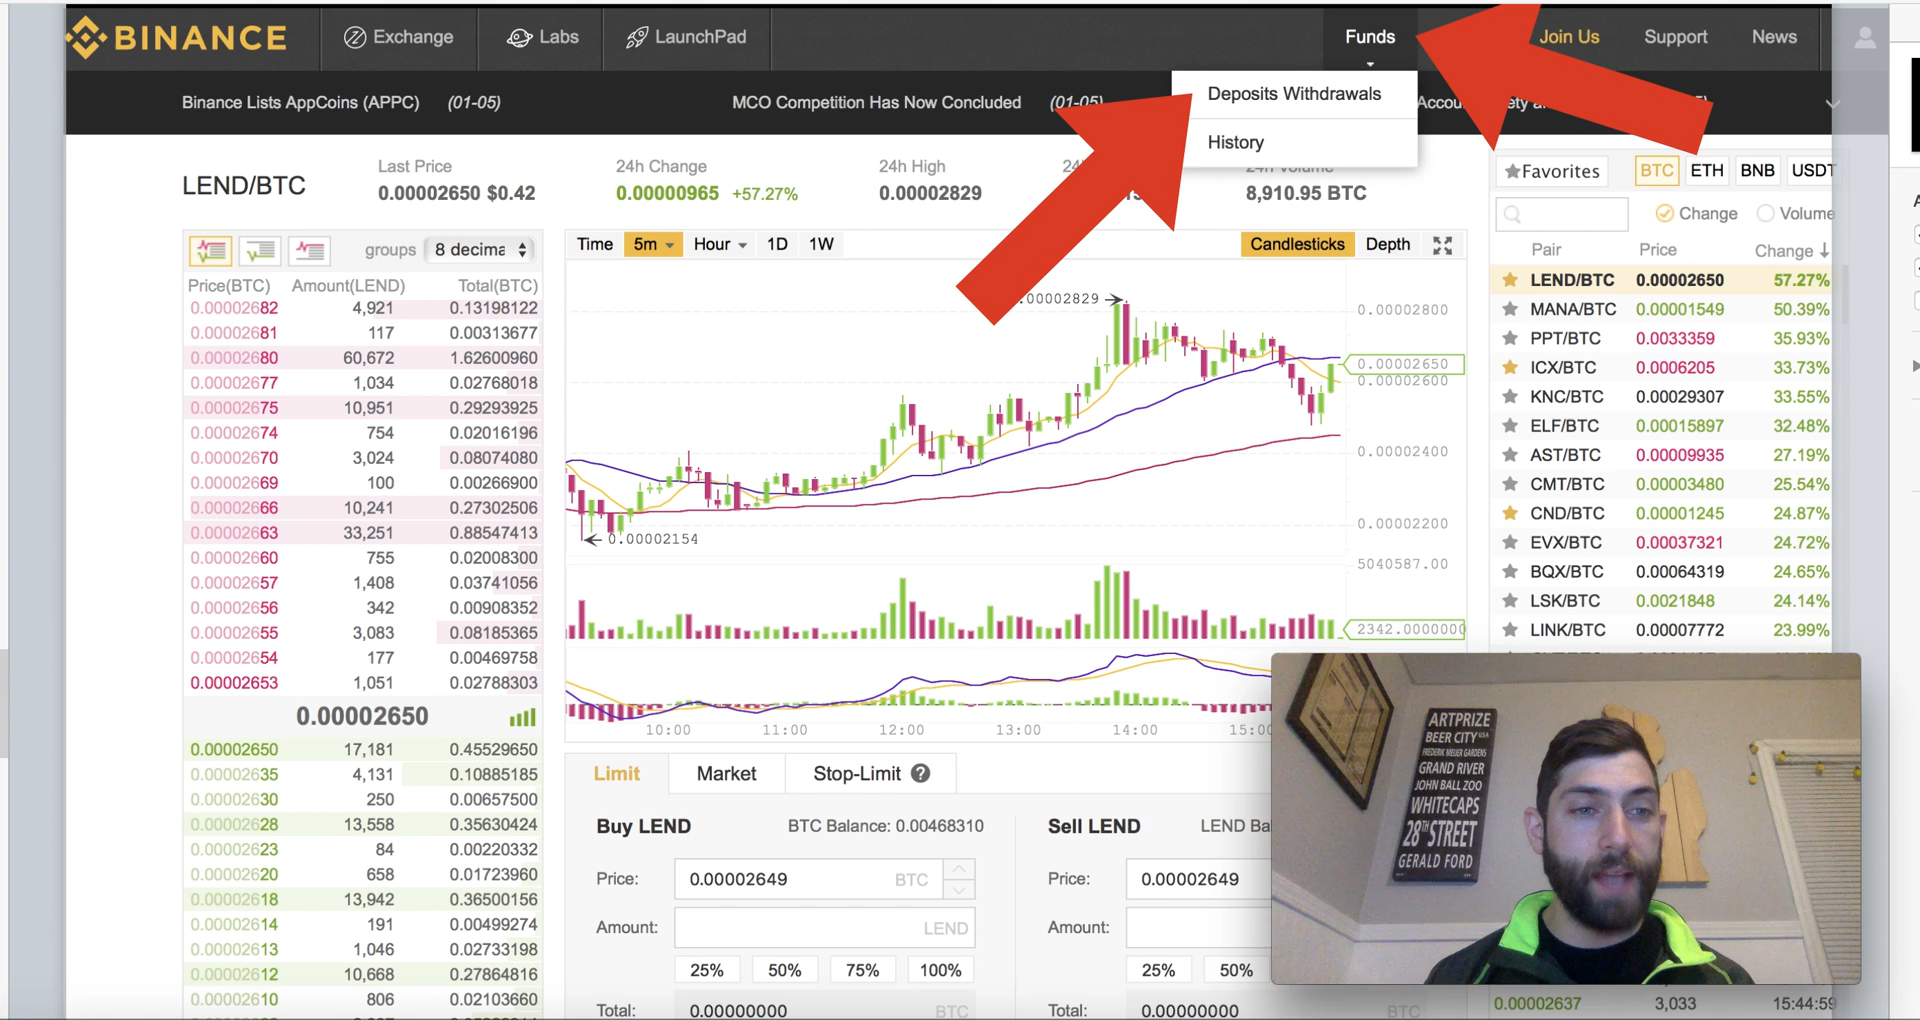 BINANCE
Exchange
Labs
LaunchPad
Funds
Join Us
Support
News
Binance Lists AppCoins (APPC) (01-05)
MCO Competition Has Now Concluded (01-05)
Deposits Withdrawals
History
LEND/BTC
Last Price
0.00002650 $0.42
24h Change
0.00000965 +57.27%
24h High
0.00002829
24h Volume
8,910.95 BTC
groups 8 decima
Price(BTC) Amount(LEND) Total(BTC)
0.00002682 4,921 0.13198122
0.00002681 117 0.00313677
0.00002680 60,672 1.62600960
0.00002677 1,034 0.02768018
0.00002675 10,951 0.29293925
0.00002674 754 0.02016196
0.00002670 3,024 0.08074080
0.00002669 100 0.00266900
0.00002666 10,241 0.27302506
0.00002663 33,251 0.88547413
0.00002660 755 0.02008300
0.00002657 1,408 0.03741056
0.00002656 342 0.00908352
0.00002655 3,083 0.08185365
0.00002654 177 0.00469758
0.00002653 1,051 0.02788303
0.00002650
0.00002650 17,181 0.45529650
0.00002635 4,131 0.10885185
0.00002630 250 0.00657500
0.00002628 13,558 0.35630424
0.00002623 84 0.00220332
0.00002620 658 0.01723960
0.00002618 13,942 0.36500156
0.00002614 191 0.00499274
0.00002613 1,046 0.02733198
0.00002612 10,668 0.27864816
0.00002610 806 0.02103660
Time 5m Hour 1D 1W
Candlesticks Depth
.00002829
0.00002800
0.00002650
0.00002600
0.00002400
0.00002200
0.00002154
5040587.00
2342.0000000
10:00 11:00 12:00 13:00 14:00 15:00
Limit Market Stop-Limit ?
Buy LEND BTC Balance: 0.00468310
Price: 0.00002649 BTC
Amount: LEND
25% 50% 75% 100%
Total: 0.00000000 BTC
Sell LEND LEND Ba
Price: 0.00002649
Amount:
25% 50%
Total: 0.00000000 BTC
Favorites BTC ETH BNB USDT
Change Volume
Pair Price Change
LEND/BTC 0.00002650 57.27%
MANA/BTC 0.00001549 50.39%
PPT/BTC 0.0033359 35.93%
ICX/BTC 0.0006205 33.73%
KNC/BTC 0.00029307 33.55%
ELF/BTC 0.00015897 32.48%
AST/BTC 0.00009935 27.19%
CMT/BTC 0.00003480 25.54%
CND/BTC 0.00001245 24.87%
EVX/BTC 0.00037321 24.72%
BQX/BTC 0.00064319 24.65%
LSK/BTC 0.0021848 24.14%
LINK/BTC 0.00007772 23.99%
ARTPRIZE
BEER CITY USA
FREDERIK MEIJER GARDENS
GRAND RIVER
JOHN BALL ZOO
WHITECAPS
28TH STREET
GERALD FORD
0.00002637 3,033 15:44:59